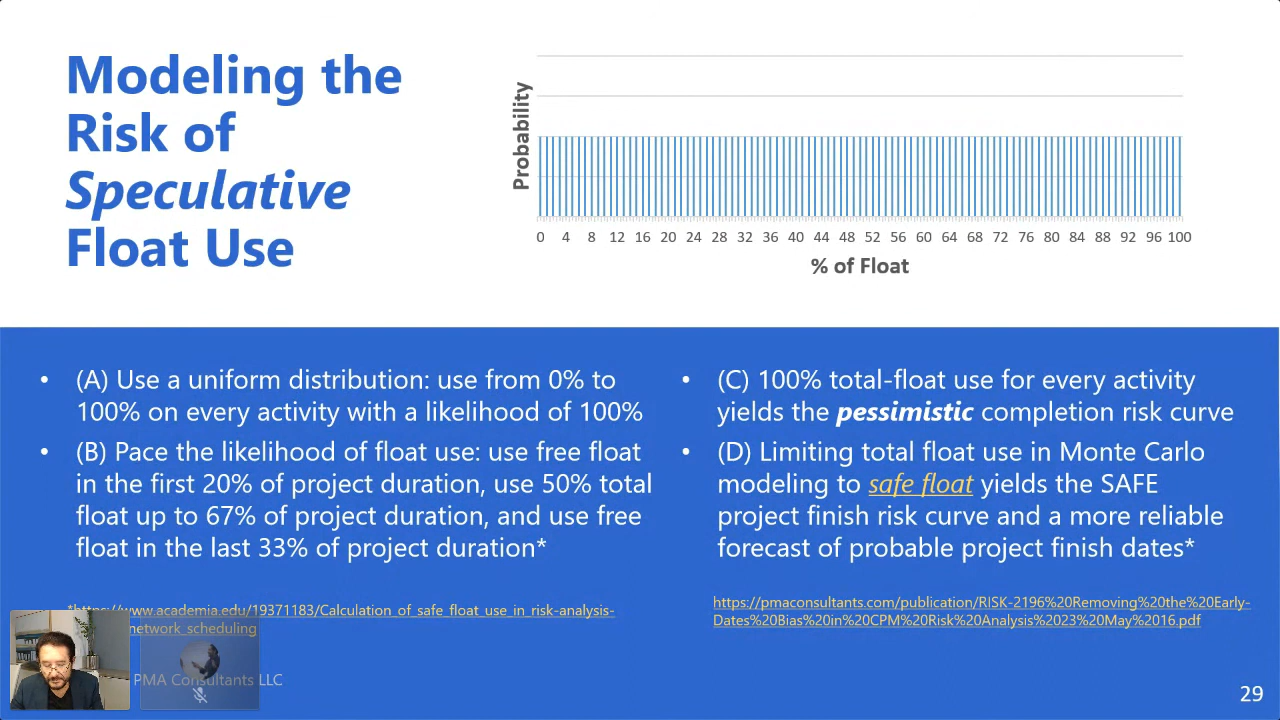 Modeling the
Risk of
Speculative
Float Use
Probability
0 4 8 12 16 20 24 28 32 36 40 44 48 52 56 60 64 68 72 76 80 84 88 92 96 100
% of Float
• (A) Use a uniform distribution: use from 0% to
100% on every activity with a likelihood of 100%
• (B) Pace the likelihood of float use: use free float
in the first 20% of project duration, use 50% total
float up to 67% of project duration, and use free
float in the last 33% of project duration*
• (C) 100% total-float use for every activity
yields the pessimistic completion risk curve
• (D) Limiting total float use in Monte Carlo
modeling to safe float yields the SAFE
project finish risk curve and a more reliable
forecast of probable project finish dates*
*https://www.academia.edu/19371183/Calculation_of_safe_float_use_in_risk-analysis-
network_scheduling
https://pmaconsultants.com/publication/RISK-2196%20Removing%20the%20Early-
Dates%20Bias%20in%20CPM%20Risk%20Analysis%2023%20May%2016.pdf
PMA Consultants LLC
29